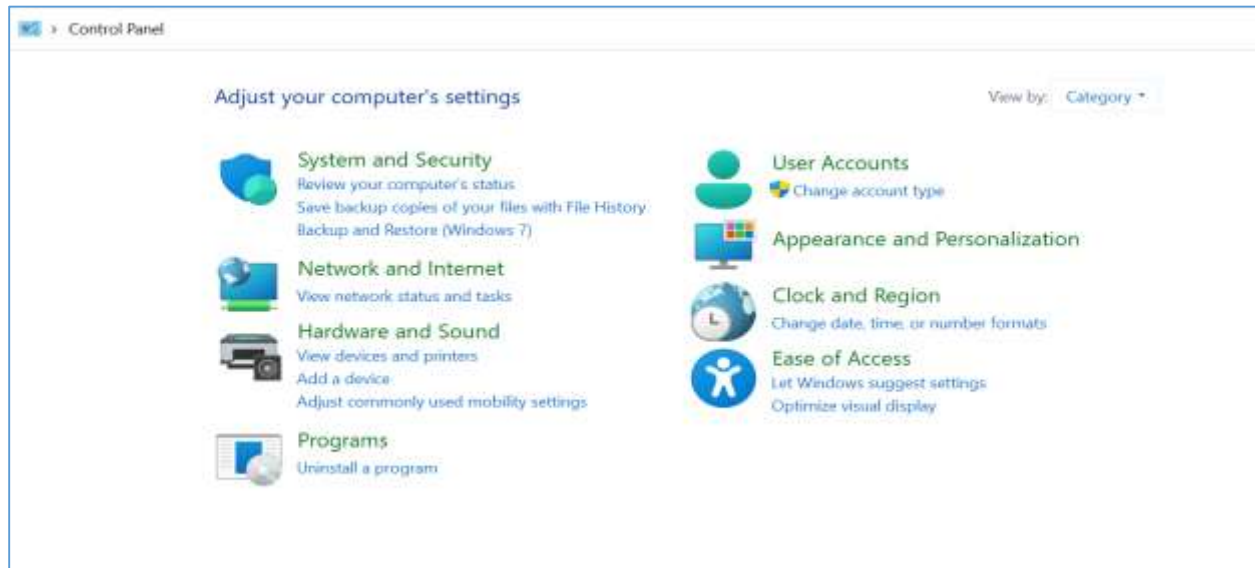 > Control Panel
Adjust your computer's settings
View by: Category
System and Security
Review your computer's status
Save backup copies of your files with File History
Backup and Restore (Windows 7)
Network and Internet
View network status and tasks
Hardware and Sound
View devices and printers
Add a device
Adjust commonly used mobility settings
Programs
Uninstall a program
User Accounts
Change account type
Appearance and Personalization
Clock and Region
Change date, time, or number formats
Ease of Access
Let Windows suggest settings
Optimize visual display